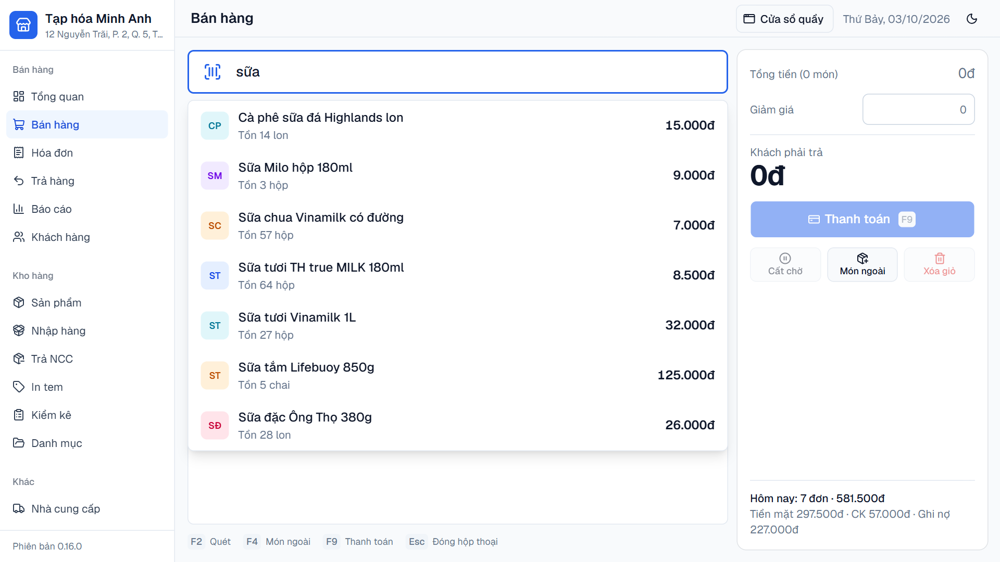 Tạp hóa Minh Anh
12 Nguyễn Trãi, P. 2, Q. 5, T...
Bán hàng
Tổng quan
Bán hàng
Hóa đơn
Trả hàng
Báo cáo
Khách hàng
Kho hàng
Sản phẩm
Nhập hàng
Trả NCC
In tem
Kiểm kê
Danh mục
Khác
Nhà cung cấp
Phiên bản 0.16.0
Bán hàng
Cửa sổ quầy
Thứ Bảy, 03/10/2026
sữa
CP
Cà phê sữa đá Highlands lon
Tồn 14 lon
15.000đ
SM
Sữa Milo hộp 180ml
Tồn 3 hộp
9.000đ
SC
Sữa chua Vinamilk có đường
Tồn 57 hộp
7.000đ
ST
Sữa tươi TH true MILK 180ml
Tồn 64 hộp
8.500đ
ST
Sữa tươi Vinamilk 1L
Tồn 27 hộp
32.000đ
ST
Sữa tắm Lifebuoy 850g
Tồn 5 chai
125.000đ
SĐ
Sữa đặc Ông Thọ 380g
Tồn 28 lon
26.000đ
F2 Quét F4 Món ngoài F9 Thanh toán Esc Đóng hộp thoại
Tổng tiền (0 món) 0đ
Giảm giá 0
Khách phải trả
0đ
Thanh toán F9
Cất chờ
Món ngoài
Xóa giỏ
Hôm nay: 7 đơn · 581.500đ
Tiền mặt 297.500đ · CK 57.000đ · Ghi nợ
227.000đ